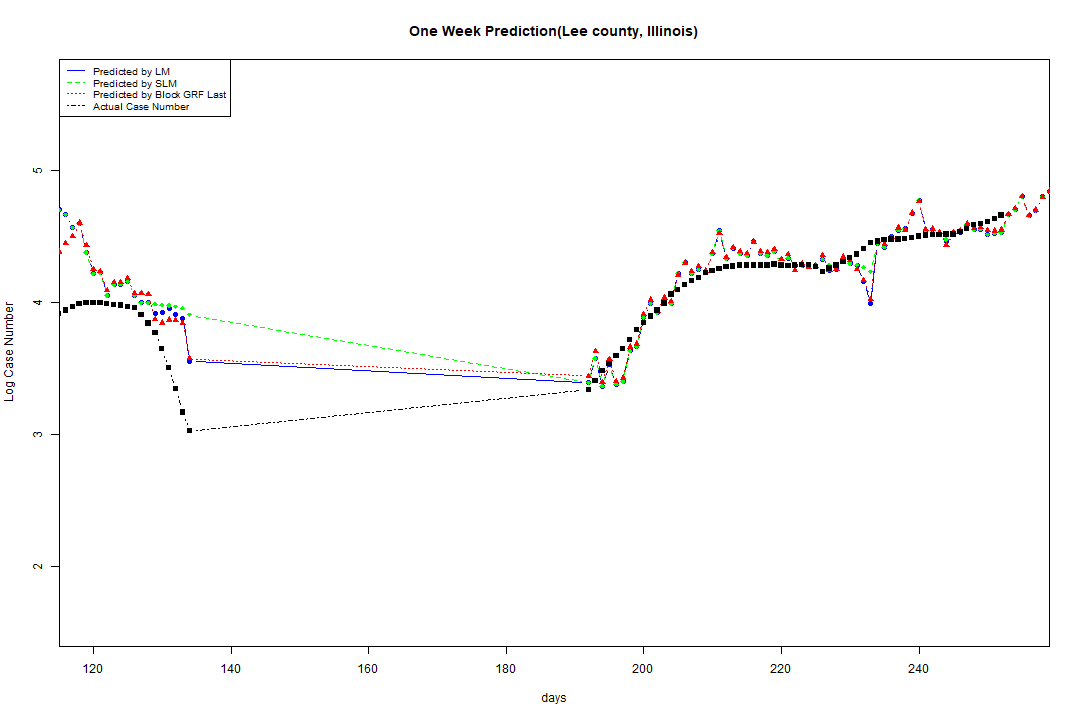 One Week Prediction(Lee county, Illinois)
Predicted by LM
Predicted by SLM
Predicted by Block GRF Last
Actual Case Number
Log Case Number
5
4
3
2
120 140 160 180 200 220 240
days